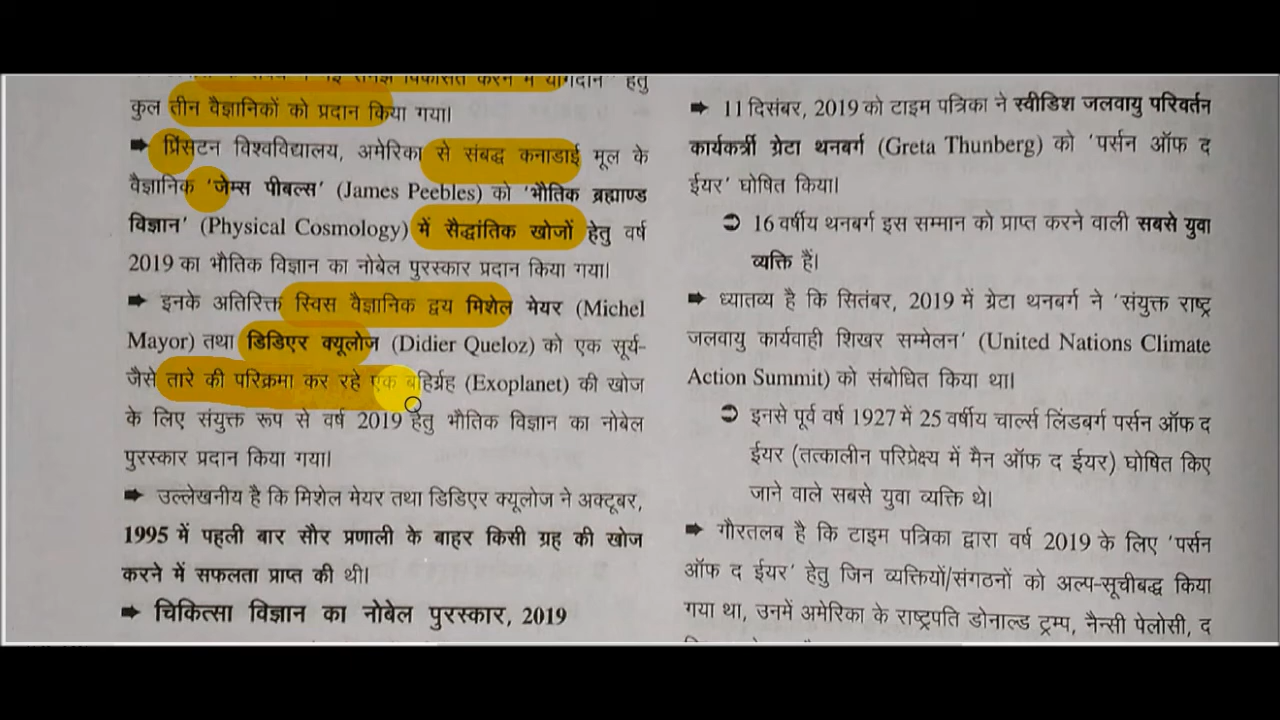 विकसित करने में योगदान' हेतु
कुल तीन वैज्ञानिकों को प्रदान किया गया।
➡ प्रिंसटन विश्वविद्यालय, अमेरिका से संबद्ध कनाडाई मूल के
वैज्ञानिक 'जेम्स पीबल्स' (James Peebles) को 'भौतिक ब्रह्माण्ड
विज्ञान' (Physical Cosmology) में सैद्धांतिक खोजों हेतु वर्ष
2019 का भौतिक विज्ञान का नोबेल पुरस्कार प्रदान किया गया।
➡ इनके अतिरिक्त स्विस वैज्ञानिक द्वय मिशेल मेयर (Michel
Mayor) तथा डिडिएर क्यूलोज (Didier Queloz) को एक सूर्य-
जैसे तारे की परिक्रमा कर रहे एक बहिर्ग्रह (Exoplanet) की खोज
के लिए संयुक्त रूप से वर्ष 2019 हेतु भौतिक विज्ञान का नोबेल
पुरस्कार प्रदान किया गया।
➡ उल्लेखनीय है कि मिशेल मेयर तथा डिडिएर क्यूलोज ने अक्टूबर,
1995 में पहली बार सौर प्रणाली के बाहर किसी ग्रह की खोज
करने में सफलता प्राप्त की थी।
➡ चिकित्सा विज्ञान का नोबेल पुरस्कार, 2019
➡ 11 दिसंबर, 2019 को टाइम पत्रिका ने स्वीडिश जलवायु परिवर्तन
कार्यकर्त्री ग्रेटा थनबर्ग (Greta Thunberg) को 'पर्सन ऑफ द
ईयर' घोषित किया।
➲ 16 वर्षीय थनबर्ग इस सम्मान को प्राप्त करने वाली सबसे युवा
व्यक्ति हैं।
➡ ध्यातव्य है कि सितंबर, 2019 में ग्रेटा थनबर्ग ने 'संयुक्त राष्ट्र
जलवायु कार्यवाही शिखर सम्मेलन' (United Nations Climate
Action Summit) को संबोधित किया था।
➲ इनसे पूर्व वर्ष 1927 में 25 वर्षीय चार्ल्स लिंडबर्ग पर्सन ऑफ द
ईयर (तत्कालीन परिप्रेक्ष्य में मैन ऑफ द ईयर) घोषित किए
जाने वाले सबसे युवा व्यक्ति थे।
➡ गौरतलब है कि टाइम पत्रिका द्वारा वर्ष 2019 के लिए 'पर्सन
ऑफ द ईयर' हेतु जिन व्यक्तियों/संगठनों को अल्प-सूचीबद्ध किया
गया था, उनमें अमेरिका के राष्ट्रपति डोनाल्ड ट्रम्प, नैन्सी पेलोसी, द